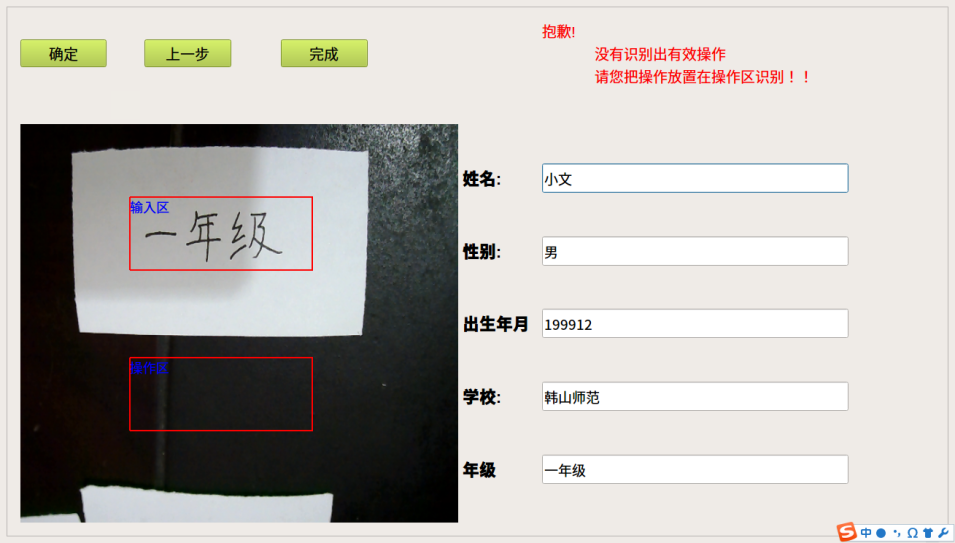 确定 上一步 完成
抱歉!
没有识别出有效操作
请您把操作放置在操作区识别！！
输入区
一年级
操作区
姓名: 小文
性别: 男
出生年月 199912
学校: 韩山师范
年级 一年级
中